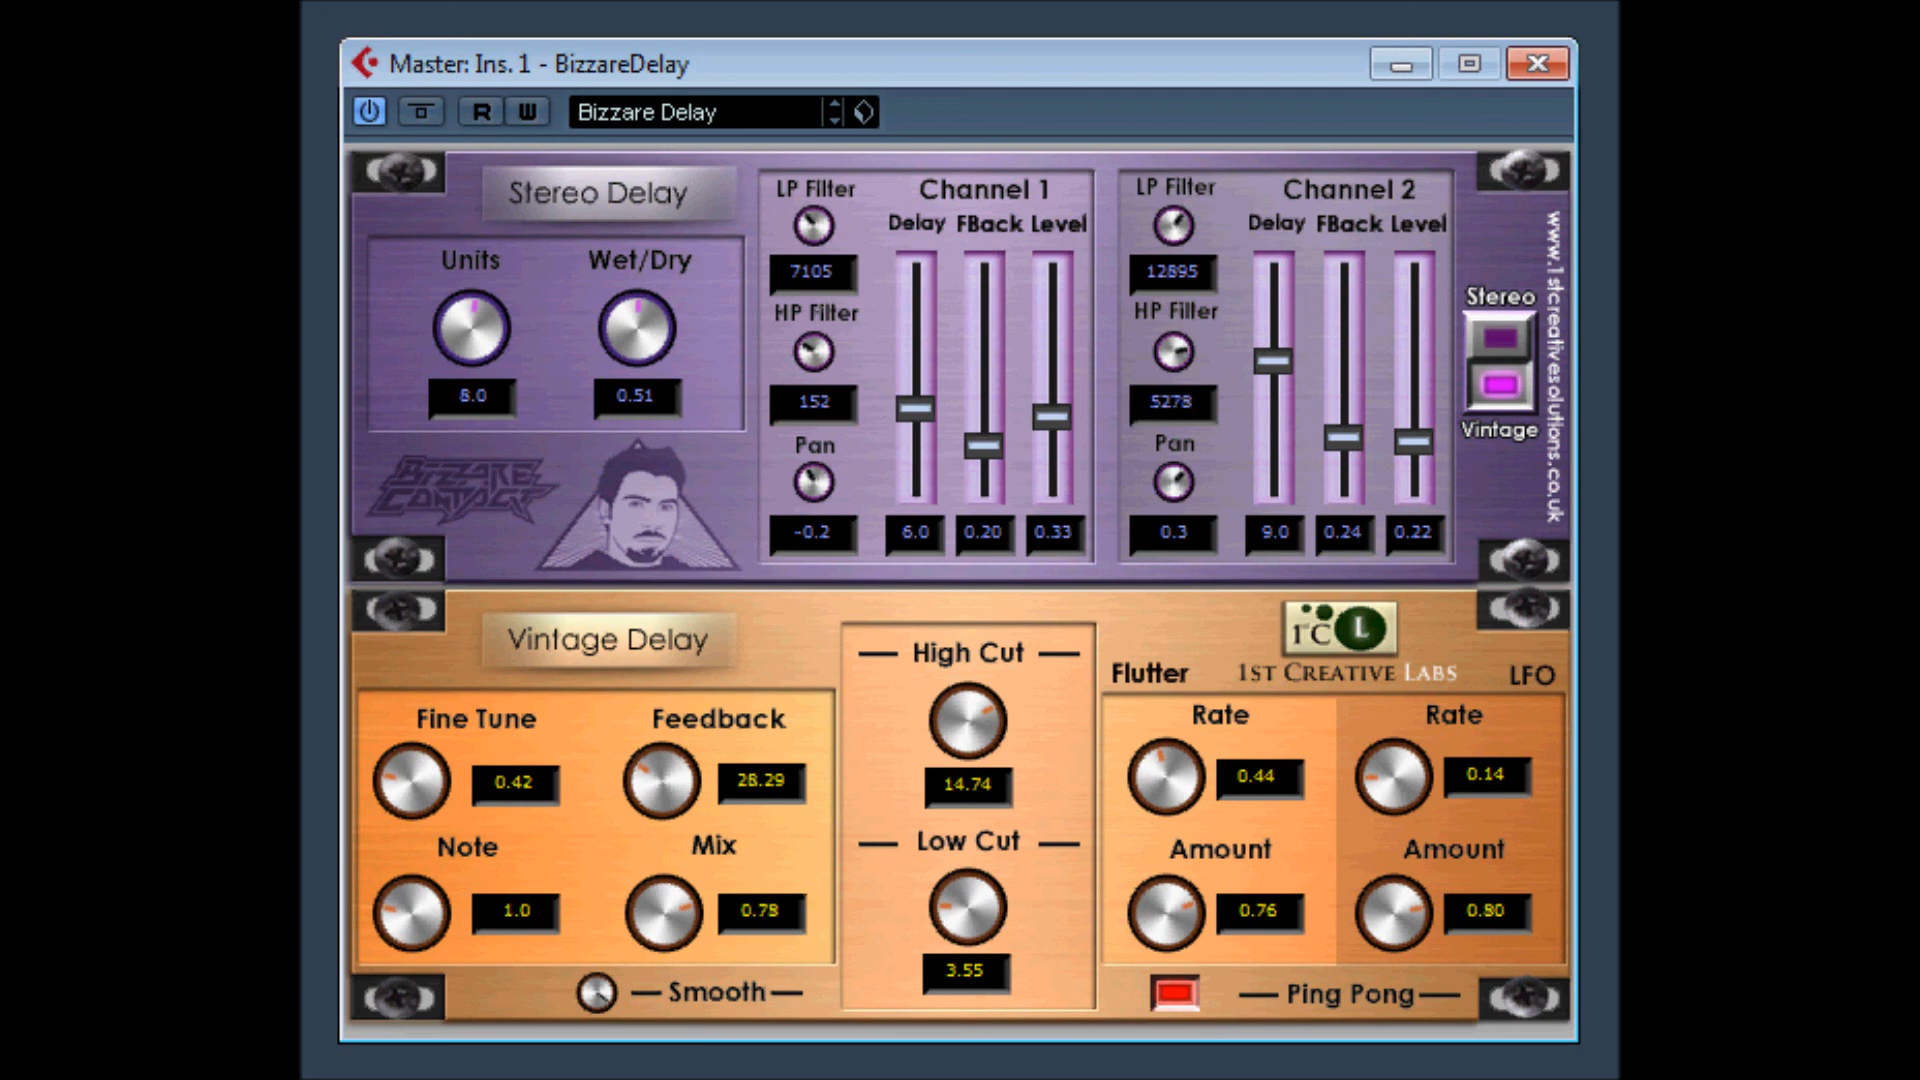 Master: Ins. 1 - BizzareDelay
R W Bizzare Delay
Stereo Delay
Units Wet/Dry
8.0 0.51
BIZZARE
CONTACT
LP Filter
7105
HP Filter
152
Pan
-0.2
Channel 1
Delay FBack Level
6.0 0.20 0.33
LP Filter
12895
HP Filter
5278
Pan
0.3
Channel 2
Delay FBack Level
9.0 0.24 0.22
Stereo
Vintage
www.1stcreativesolutions.co.uk
Vintage Delay
Fine Tune Feedback
0.42 28.29
Note Mix
1.0 0.78
Smooth
High Cut
14.74
Low Cut
3.55
1st C L
1ST CREATIVE LABS
Flutter LFO
Rate Rate
0.44 0.14
Amount Amount
0.76 0.80
Ping Pong